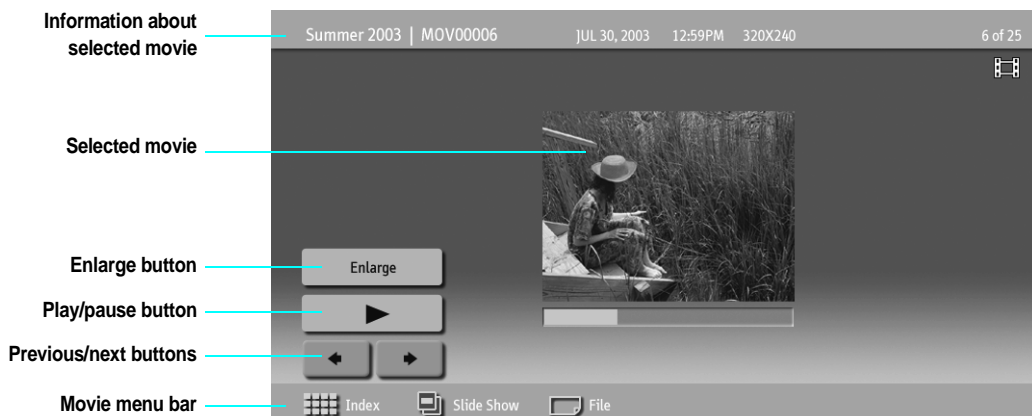 Information about
selected movie
Summer 2003 | MOV00006 JUL 30, 2003 12:59PM 320X240 6 of 25
Selected movie
Enlarge button
Enlarge
Play/pause button
Previous/next buttons
Movie menu bar
Index Slide Show File